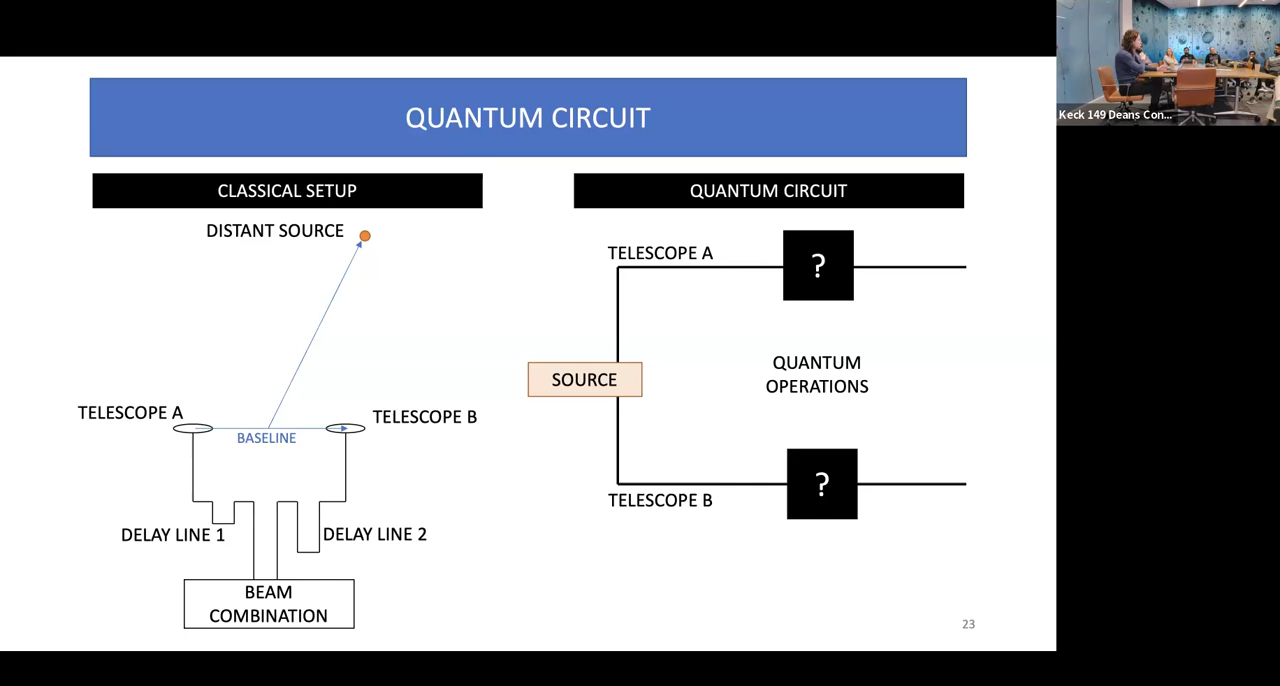 QUANTUM CIRCUIT
CLASSICAL SETUP
DISTANT SOURCE
TELESCOPE A
TELESCOPE B
BASELINE
DELAY LINE 1
DELAY LINE 2
BEAM
COMBINATION
QUANTUM CIRCUIT
TELESCOPE A
?
SOURCE
QUANTUM
OPERATIONS
?
TELESCOPE B
23
Keck 149 Deans Con...